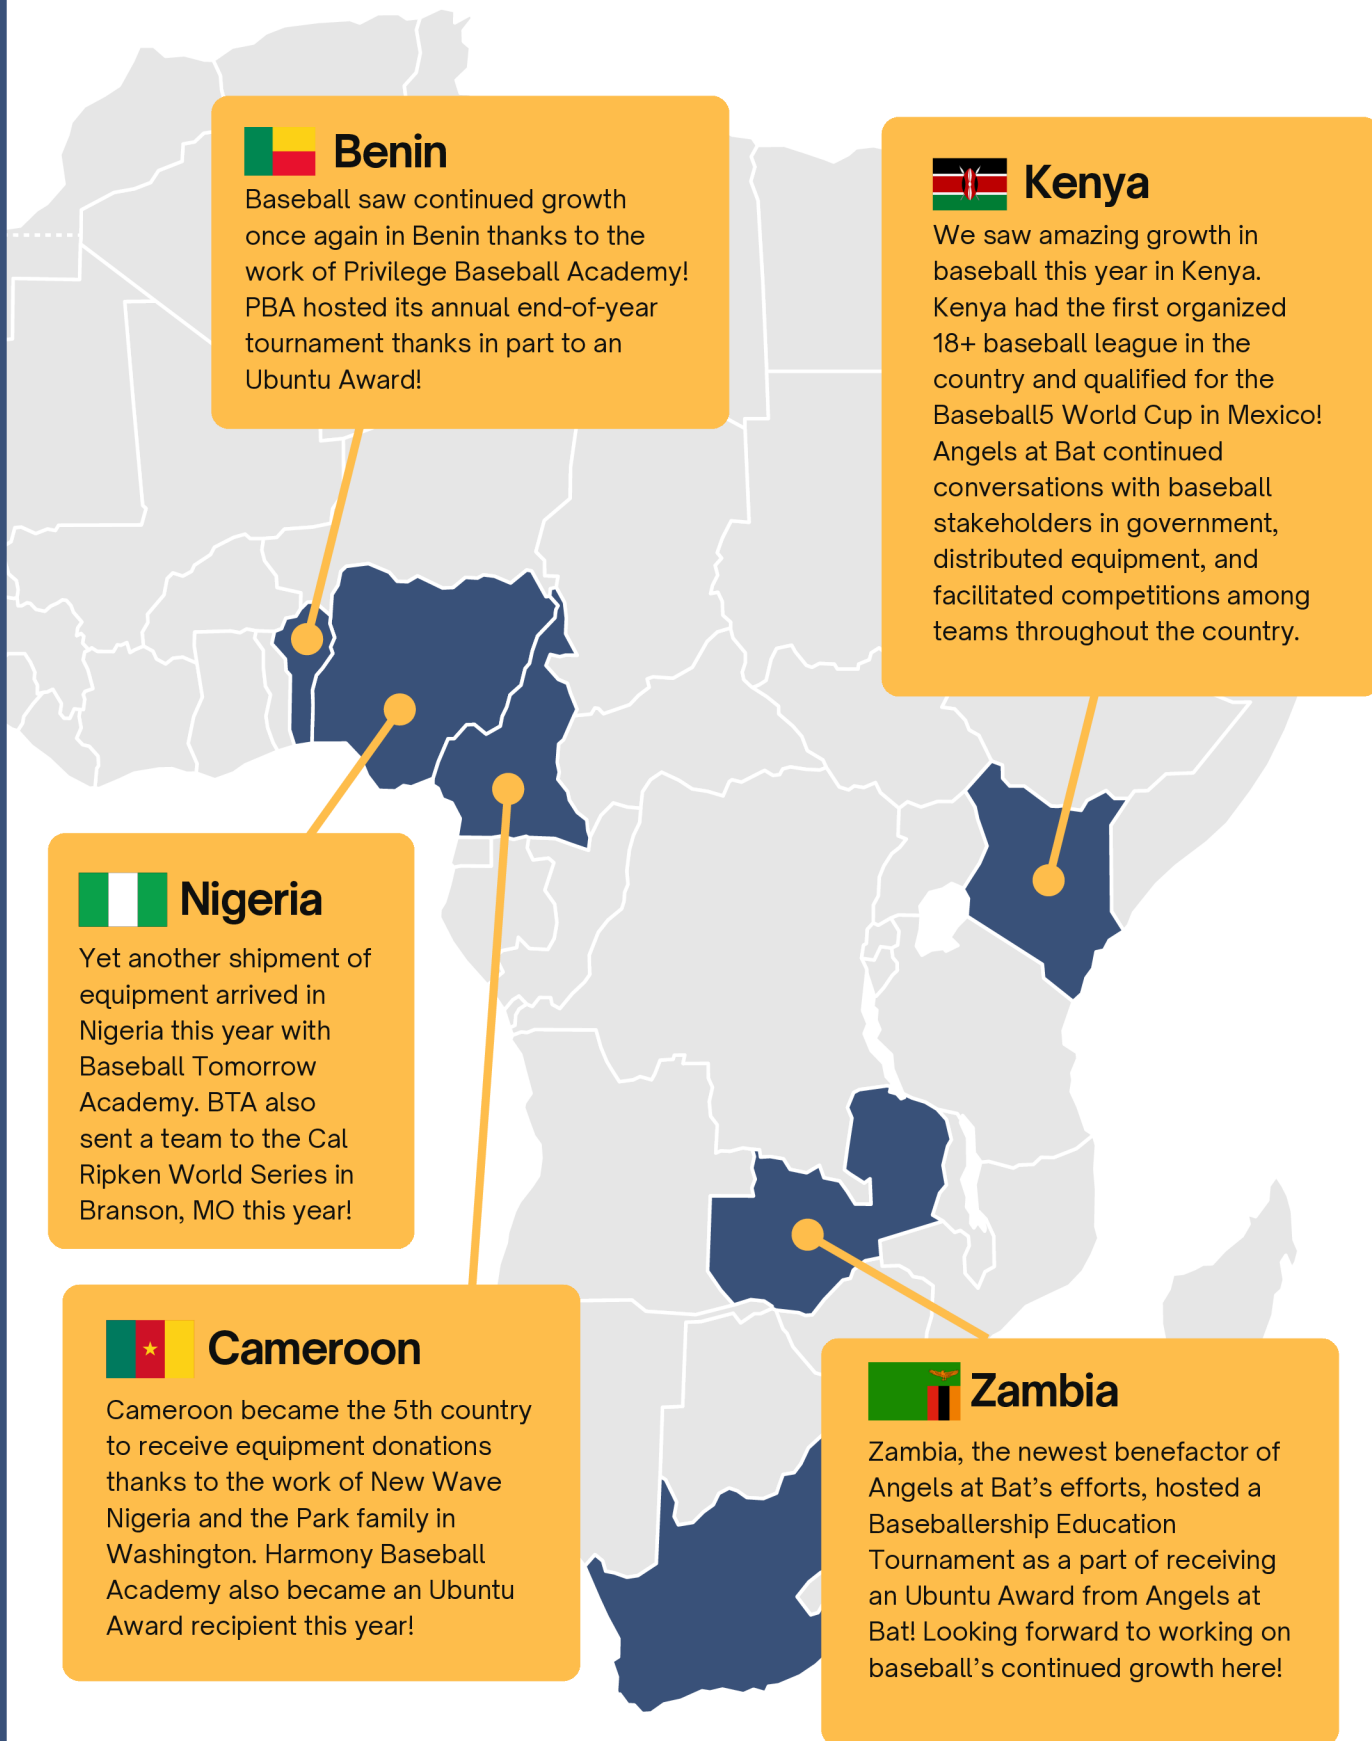 Benin
Baseball saw continued growth
once again in Benin thanks to the
work of Privilege Baseball Academy!
PBA hosted its annual end-of-year
tournament thanks in part to an
Ubuntu Award!
Kenya
We saw amazing growth in
baseball this year in Kenya.
Kenya had the first organized
18+ baseball league in the
country and qualified for the
Baseball5 World Cup in Mexico!
Angels at Bat continued
conversations with baseball
stakeholders in government,
distributed equipment, and
facilitated competitions among
teams throughout the country.
Nigeria
Yet another shipment of
equipment arrived in
Nigeria this year with
Baseball Tomorrow
Academy. BTA also
sent a team to the Cal
Ripken World Series in
Branson, MO this year!
Cameroon
Cameroon became the 5th country
to receive equipment donations
thanks to the work of New Wave
Nigeria and the Park family in
Washington. Harmony Baseball
Academy also became an Ubuntu
Award recipient this year!
Zambia
Zambia, the newest benefactor of
Angels at Bat’s efforts, hosted a
Baseballership Education
Tournament as a part of receiving
an Ubuntu Award from Angels at
Bat! Looking forward to working on
baseball’s continued growth here!